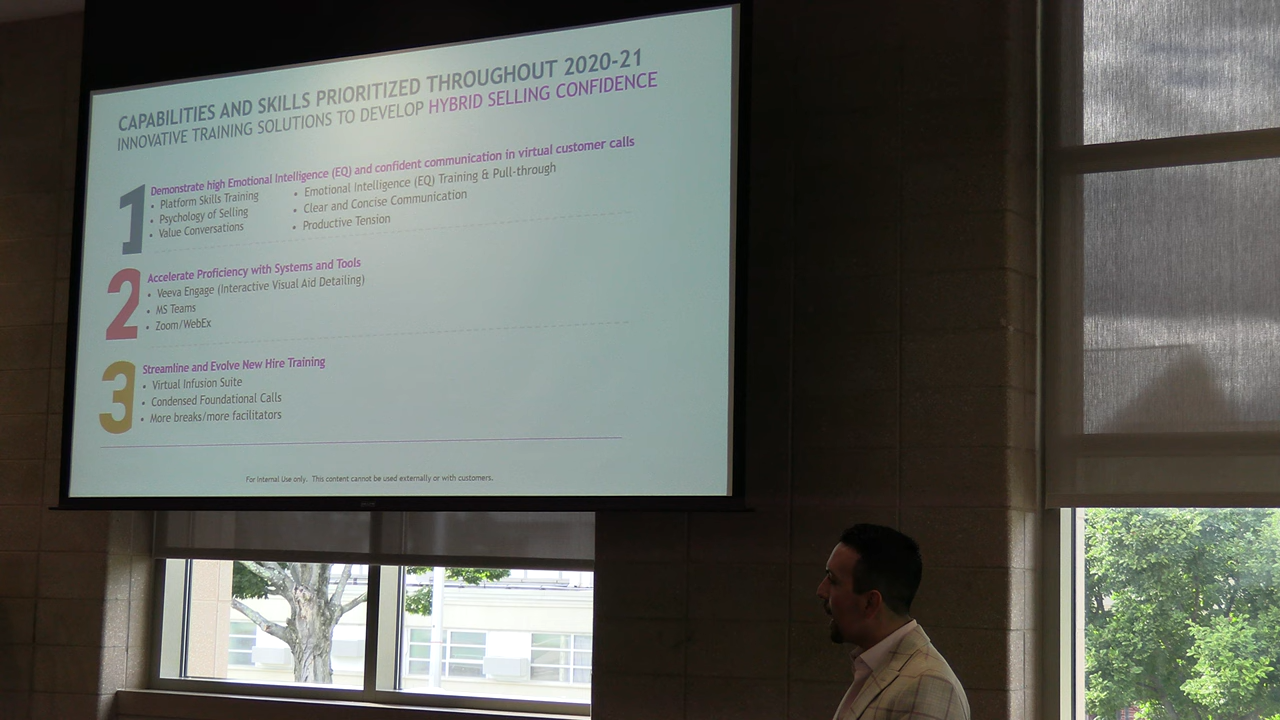 CAPABILITIES AND SKILLS PRIORITIZED THROUGHOUT 2020-21
INNOVATIVE TRAINING SOLUTIONS TO DEVELOP HYBRID SELLING CONFIDENCE
1
Demonstrate high Emotional Intelligence (EQ) and confident communication in virtual customer calls
• Platform Skills Training
• Psychology of Selling
• Value Conversations
• Emotional Intelligence (EQ) Training & Pull-through
• Clear and Concise Communication
• Productive Tension
2
Accelerate Proficiency with Systems and Tools
• Veeva Engage (Interactive Visual Aid Detailing)
• MS Teams
• Zoom/WebEx
3
Streamline and Evolve New Hire Training
• Virtual Infusion Suite
• Condensed Foundational Calls
• More breaks/more facilitators
For Internal Use only. This content cannot be used externally or with customers.